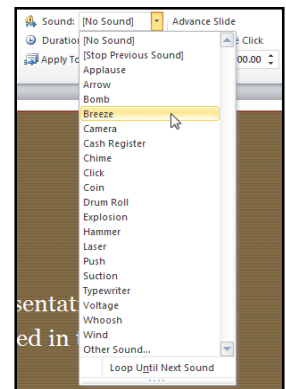 Sound: [No Sound] Advance Slide
Duration Click
Apply To 00.00
[No Sound]
[Stop Previous Sound]
Applause
Arrow
Bomb
Breeze
Camera
Cash Register
Chime
Click
Coin
Drum Roll
Explosion
Hammer
Laser
Push
Suction
Typewriter
Voltage
Whoosh
Wind
Other Sound...
Loop Until Next Sound
ed in